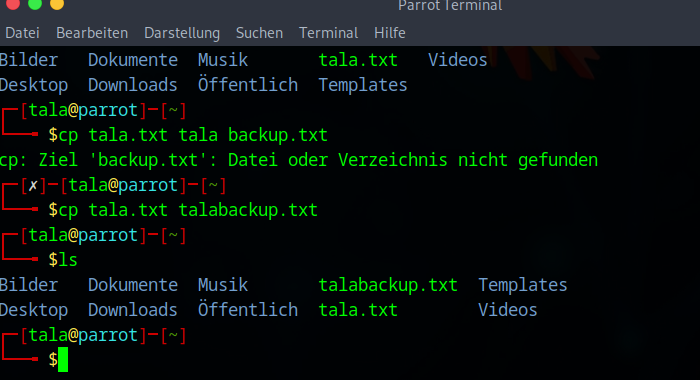 Parrot Terminal
Datei Bearbeiten Darstellung Suchen Terminal Hilfe
Bilder Dokumente Musik tala.txt Videos
Desktop Downloads Öffentlich Templates
┌─[tala@parrot]─[~]
└──╼ $cp tala.txt tala backup.txt
cp: Ziel 'backup.txt': Datei oder Verzeichnis nicht gefunden
┌─[✗]─[tala@parrot]─[~]
└──╼ $cp tala.txt talabackup.txt
┌─[tala@parrot]─[~]
└──╼ $ls
Bilder Dokumente Musik talabackup.txt Templates
Desktop Downloads Öffentlich tala.txt Videos
┌─[tala@parrot]─[~]
└──╼ $